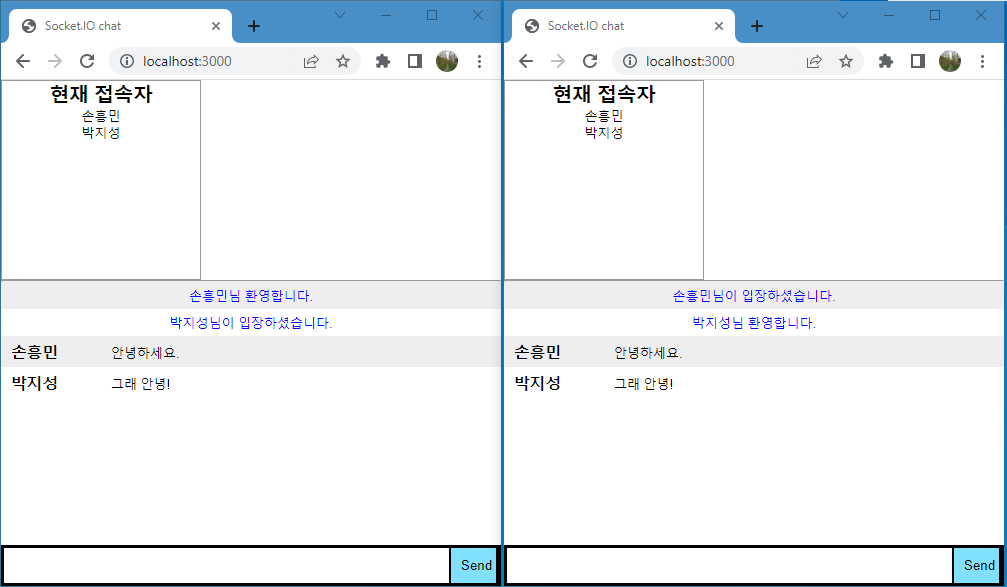 Socket.IO chat
localhost:3000
현재 접속자
손흥민
박지성
손흥민님 환영합니다.
박지성님이 입장하셨습니다.
손흥민 안녕하세요.
박지성 그래 안녕!
Send
Socket.IO chat
localhost:3000
현재 접속자
손흥민
박지성
손흥민님이 입장하셨습니다.
박지성님 환영합니다.
손흥민 안녕하세요.
박지성 그래 안녕!
Send